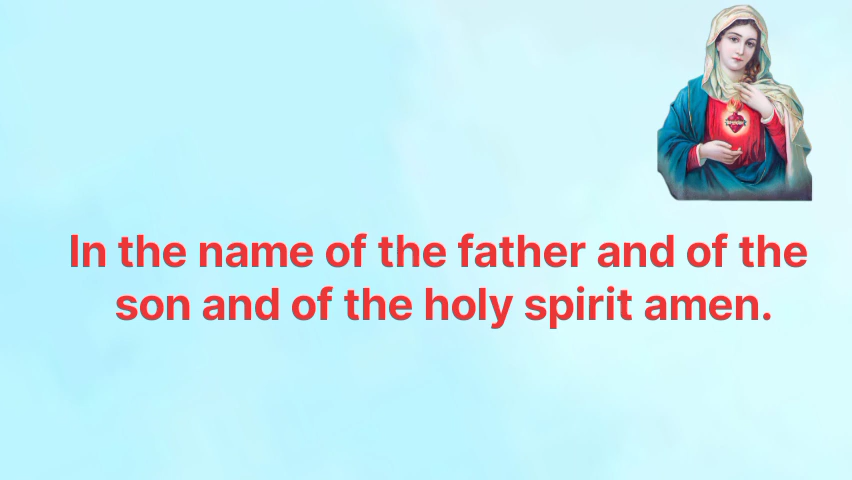 In the name of the father and of the
son and of the holy spirit amen.